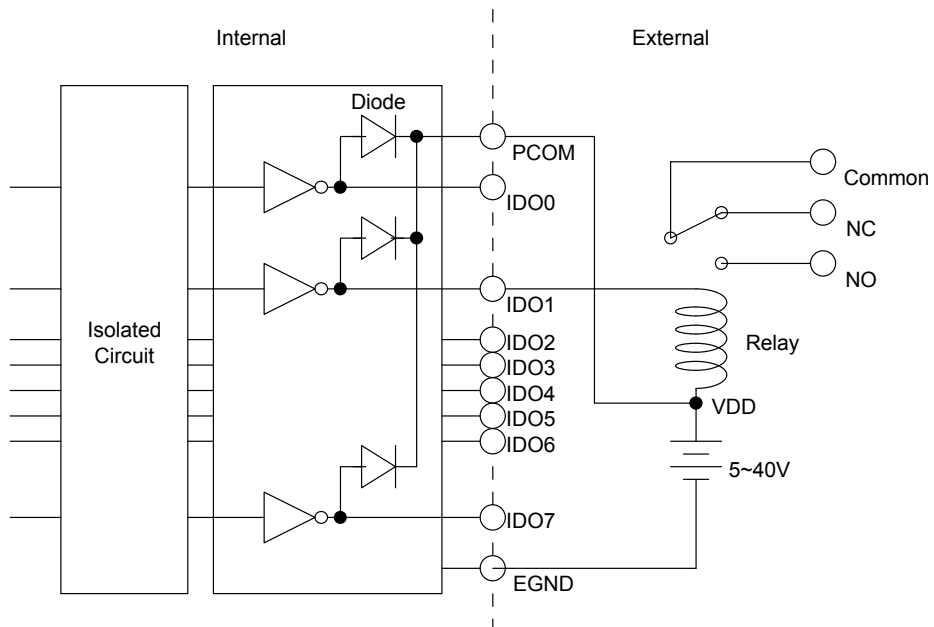 Internal
External
Diode
PCOM
IDO0
Common
NC
NO
IDO1
Isolated
Circuit
IDO2
IDO3
IDO4
IDO5
IDO6
Relay
VDD
5~40V
IDO7
EGND